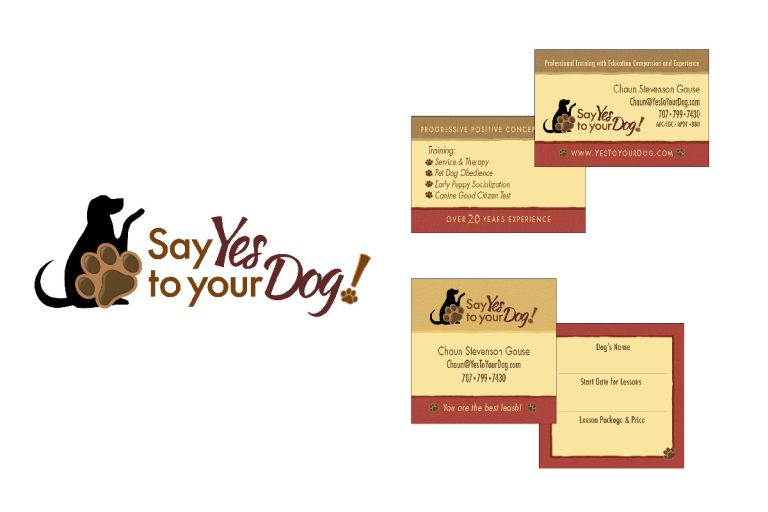 Say Yes
to your Dog!
Professional Training with Education Compassion and Experience
Chaun Stevenson Gause
Chaun@YesToYourDog.com
707•799•7430
Say Yes
to your Dog!
WWW.YESTOYOURDOG.COM
PROGRESSIVE POSITIVE
Training:
Service & Therapy
Pet Dog Obedience
Early Puppy Socialization
Canine Good Citizen Test
OVER 20 YEARS EXPERIENCE
Say Yes
to your Dog!
Chaun Stevenson Gause
Chaun@YesToYourDog.com
707•799•7430
You are the best leash!
Dog's Name
Start Date for Lessons
Lesson Package & Price